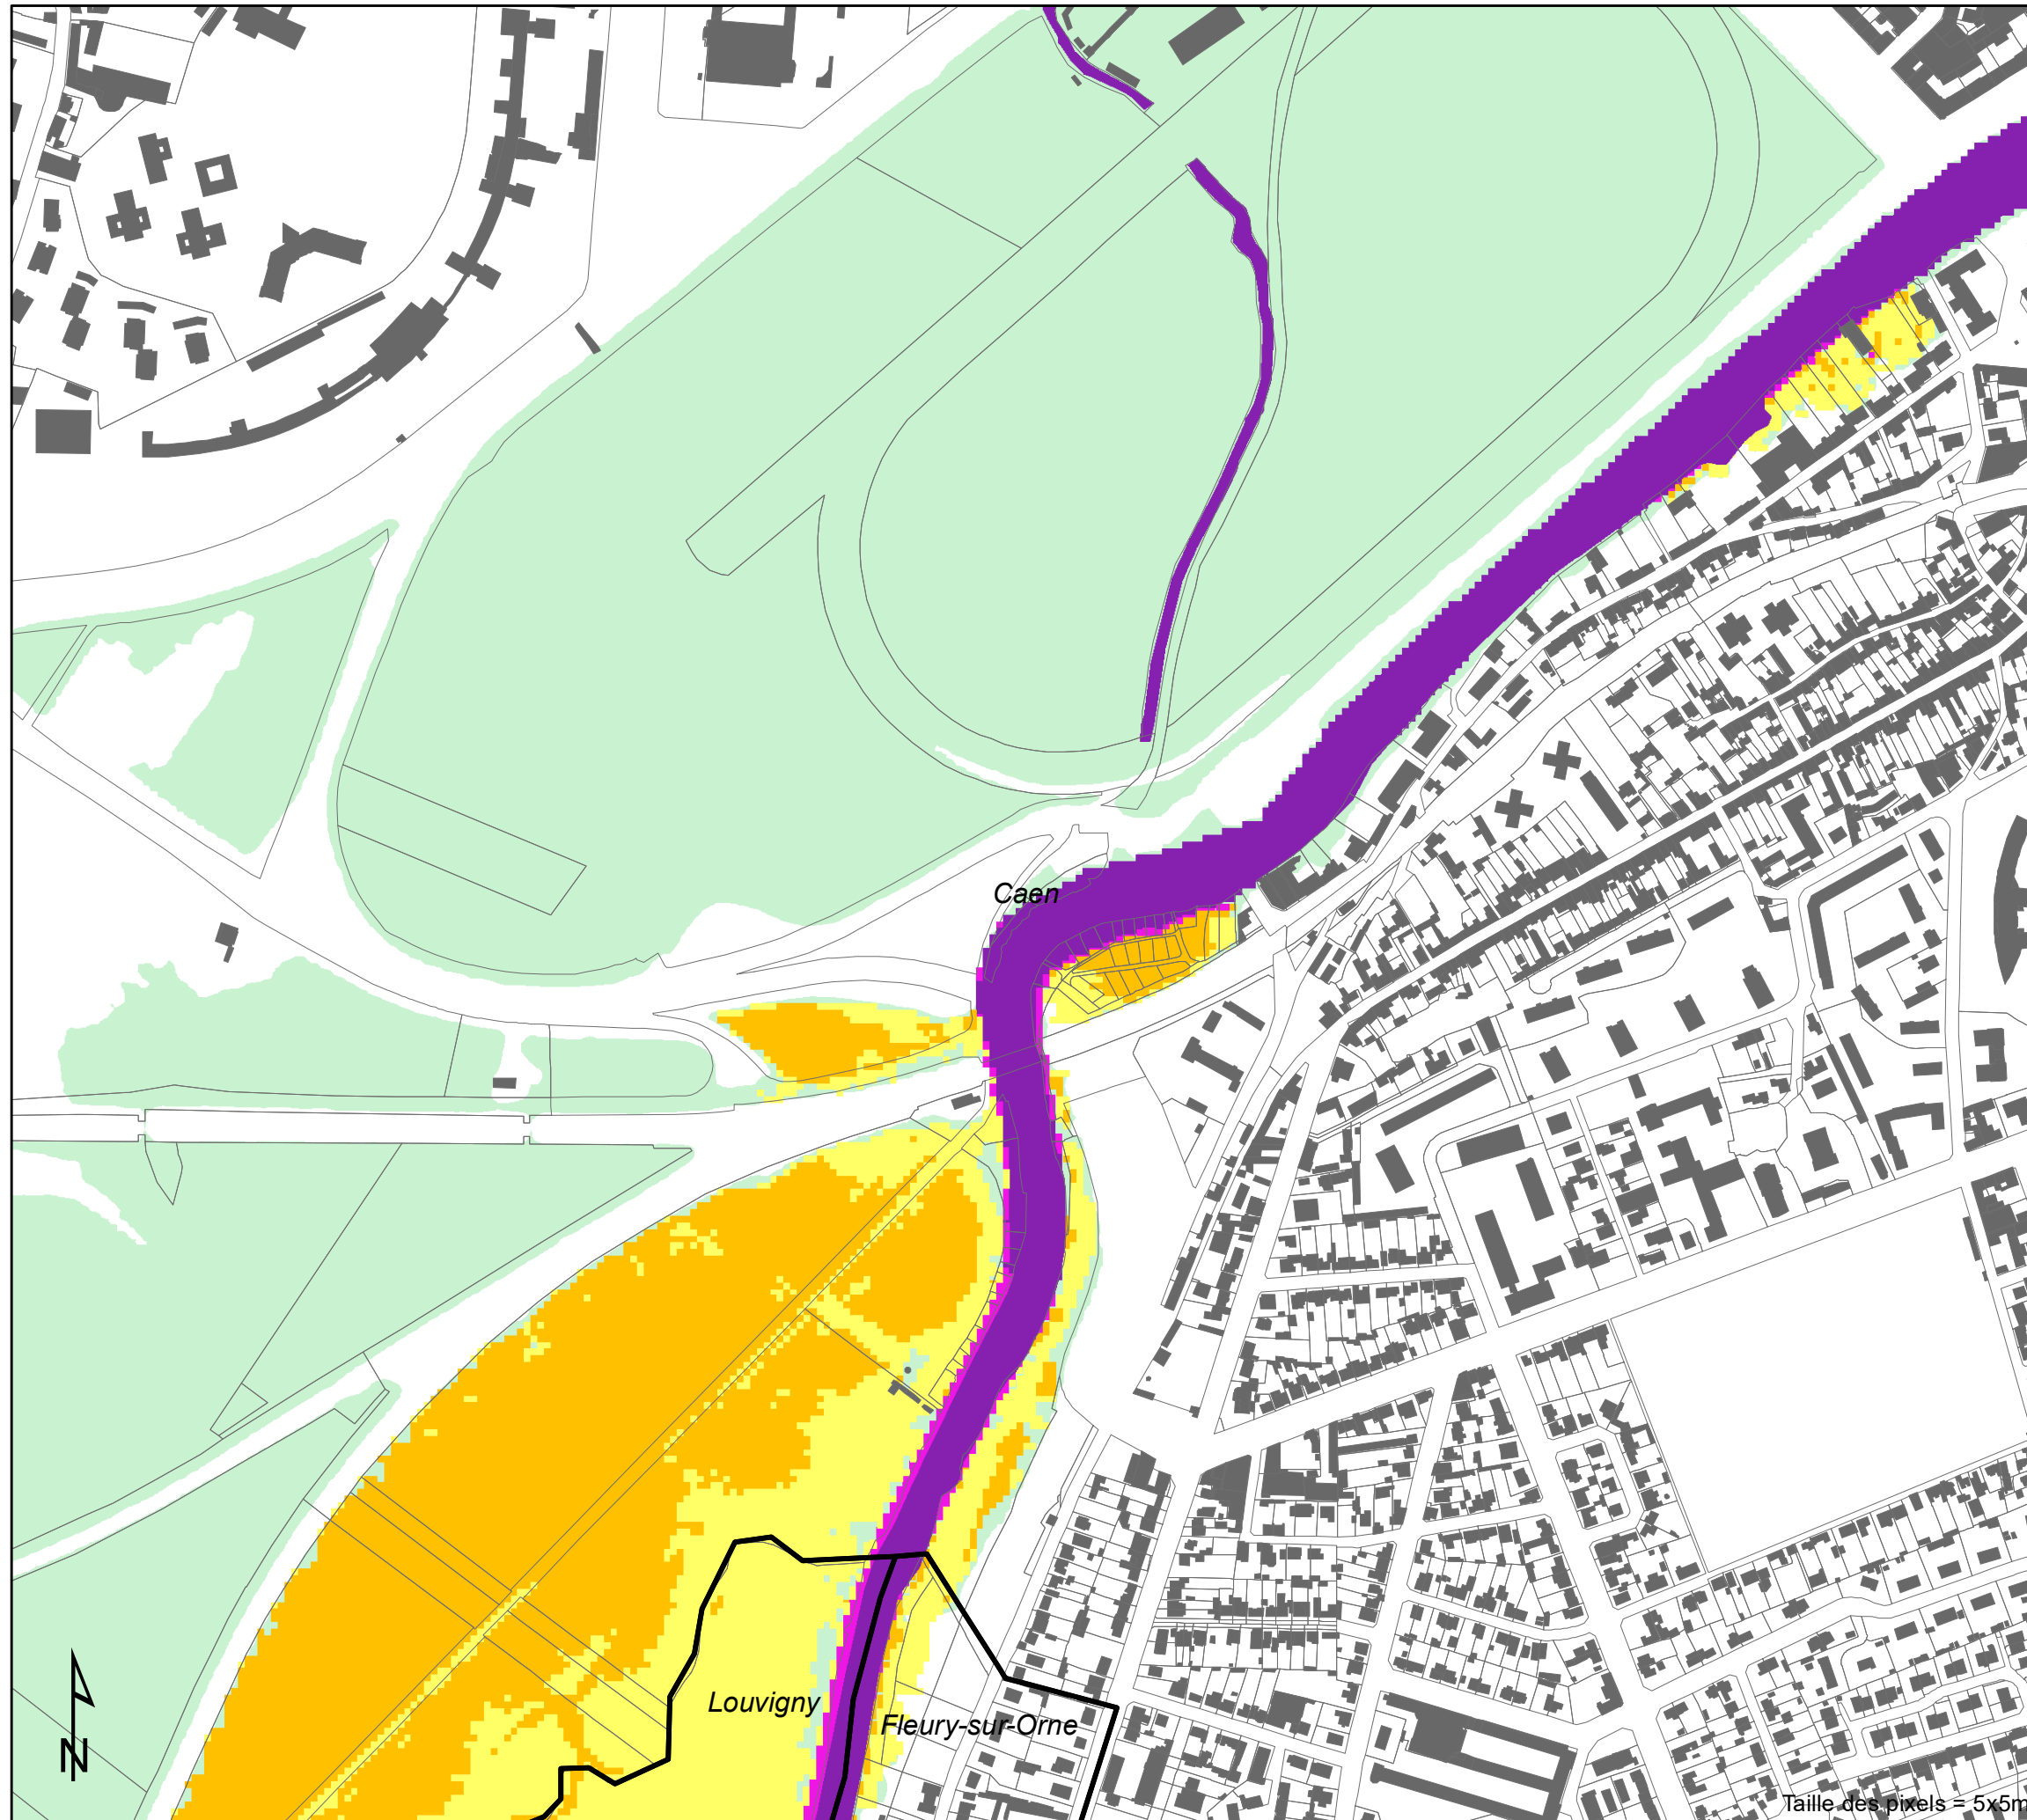 Caen
Louvigny
Fleury-sur-Orne
N
Taille des pixels = 5x5m